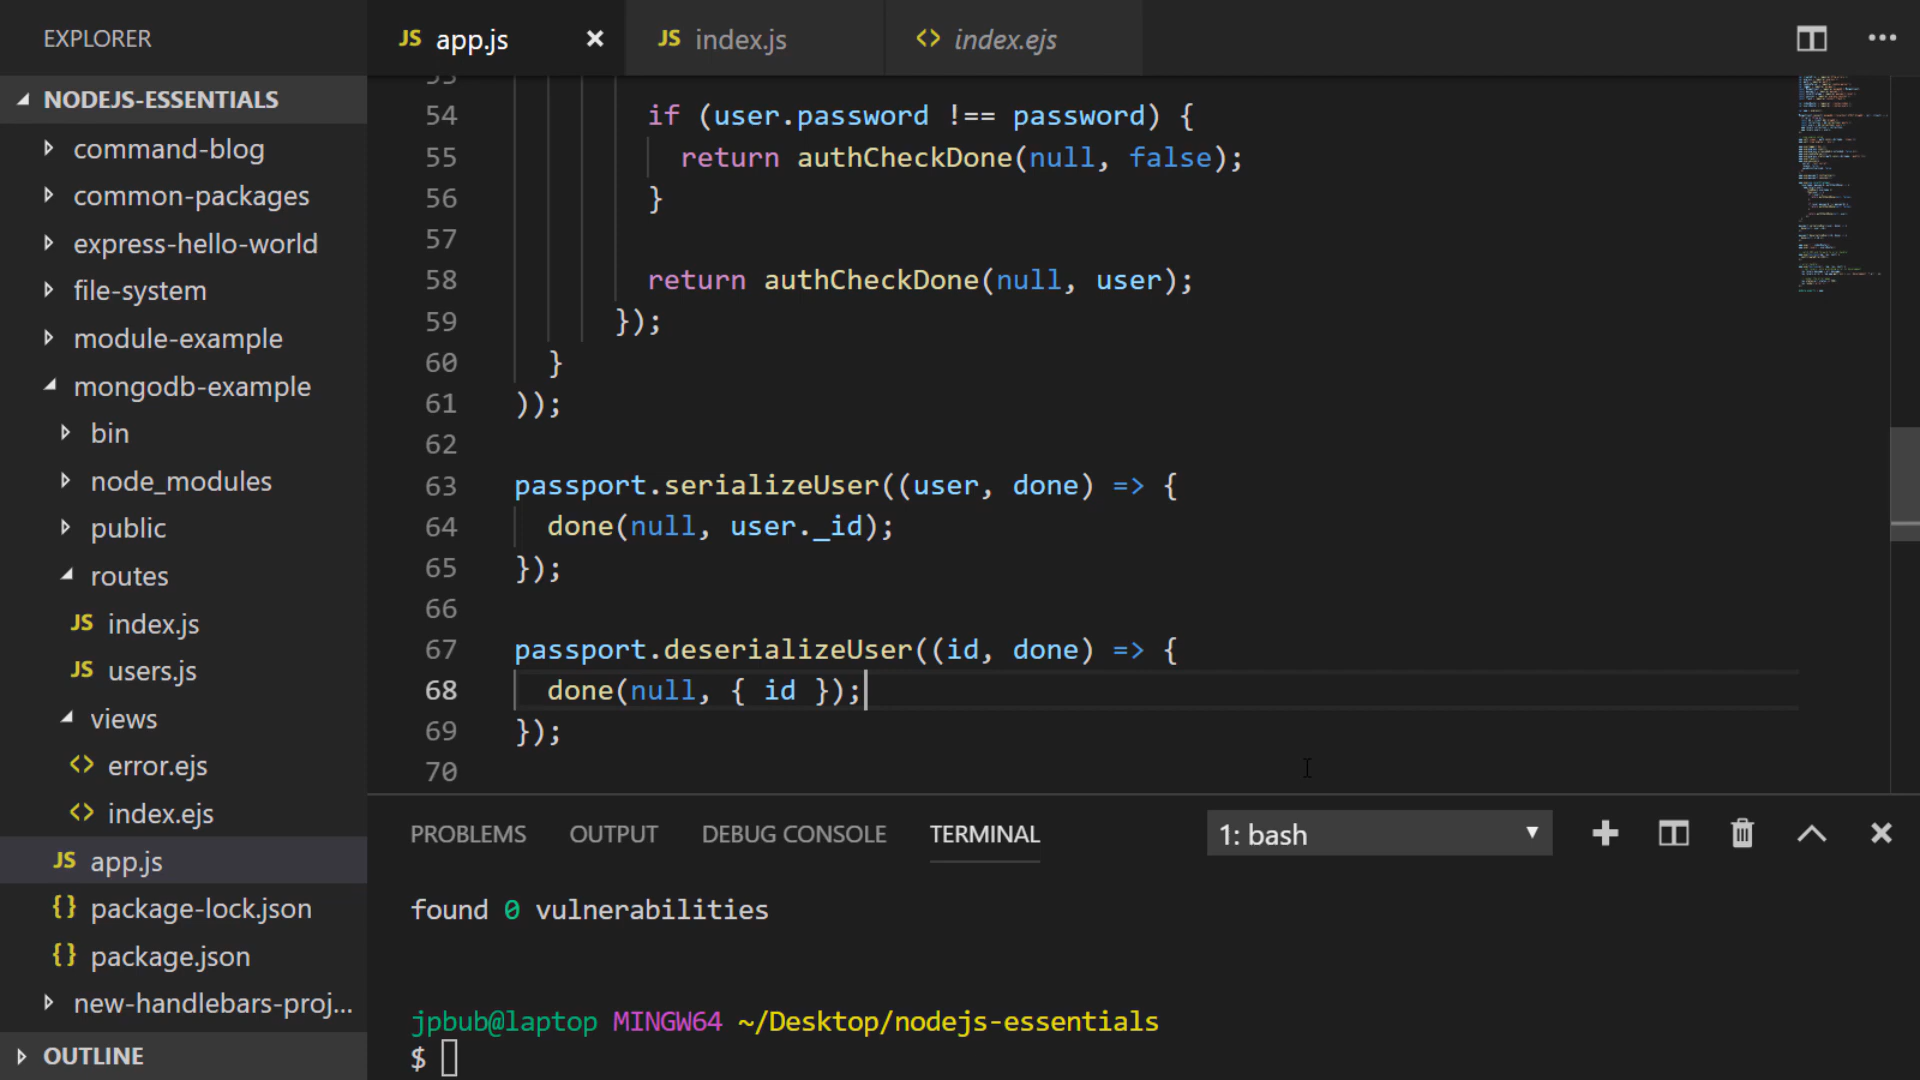 EXPLORER
NODEJS-ESSENTIALS
command-blog
common-packages
express-hello-world
file-system
module-example
mongodb-example
bin
node_modules
public
routes
JS index.js
JS users.js
views
<> error.ejs
<> index.ejs
JS app.js
{} package-lock.json
{} package.json
new-handlebars-proj...
OUTLINE
JS app.js × JS index.js <> index.ejs
53
54 if (user.password !== password) {
55 return authCheckDone(null, false);
56 }
57
58 return authCheckDone(null, user);
59 });
60 }
61 ));
62
63 passport.serializeUser((user, done) => {
64 done(null, user._id);
65 });
66
67 passport.deserializeUser((id, done) => {
68 done(null, { id });
69 });
70
PROBLEMS OUTPUT DEBUG CONSOLE TERMINAL 1: bash
found 0 vulnerabilities
jpbub@laptop MINGW64 ~/Desktop/nodejs-essentials
$